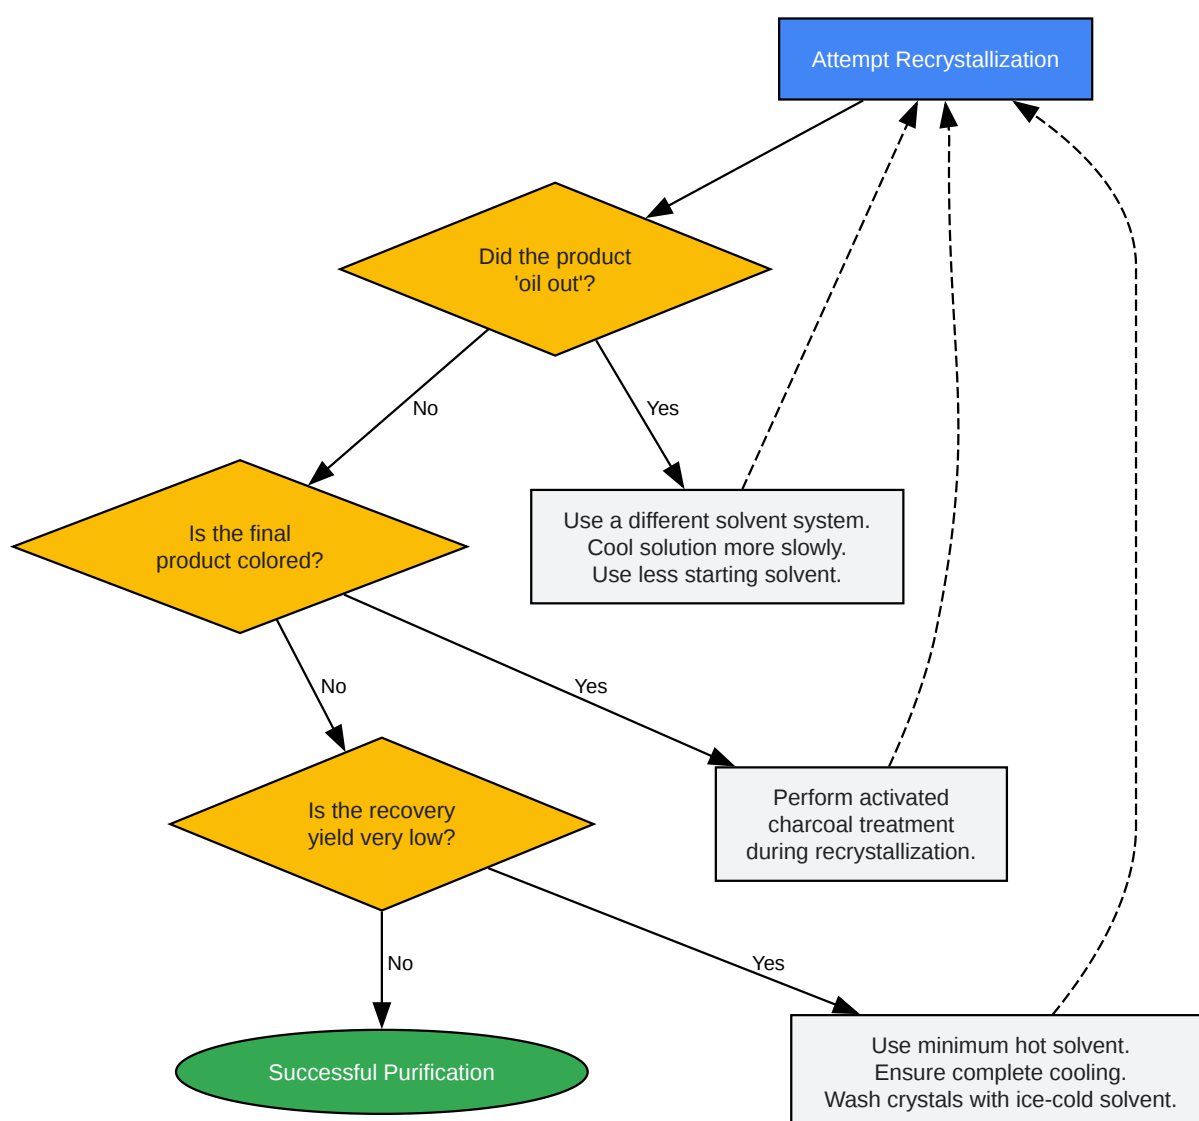 Attempt Recrystallization
Did the product
'oil out'?
No
Yes
Is the final
product colored?
Use a different solvent system.
Cool solution more slowly.
Use less starting solvent.
No
Yes
Is the recovery
yield very low?
Perform activated
charcoal treatment
during recrystallization.
No
Yes
Successful Purification
Use minimum hot solvent.
Ensure complete cooling.
Wash crystals with ice-cold solvent.